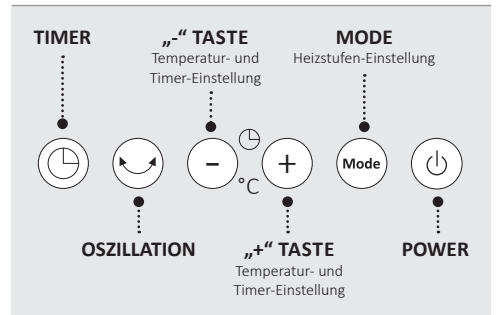 TIMER
„-“ TASTE
Temperatur- und
Timer-Einstellung
MODE
Heizstufen-Einstellung
-
°C
+
Mode
OSZILLATION
„+“ TASTE
Temperatur- und
Timer-Einstellung
POWER